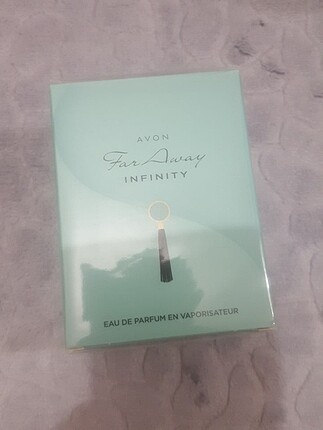 AVON
Far Away
INFINITY
EAU DE PARFUM EN VAPORISATEUR